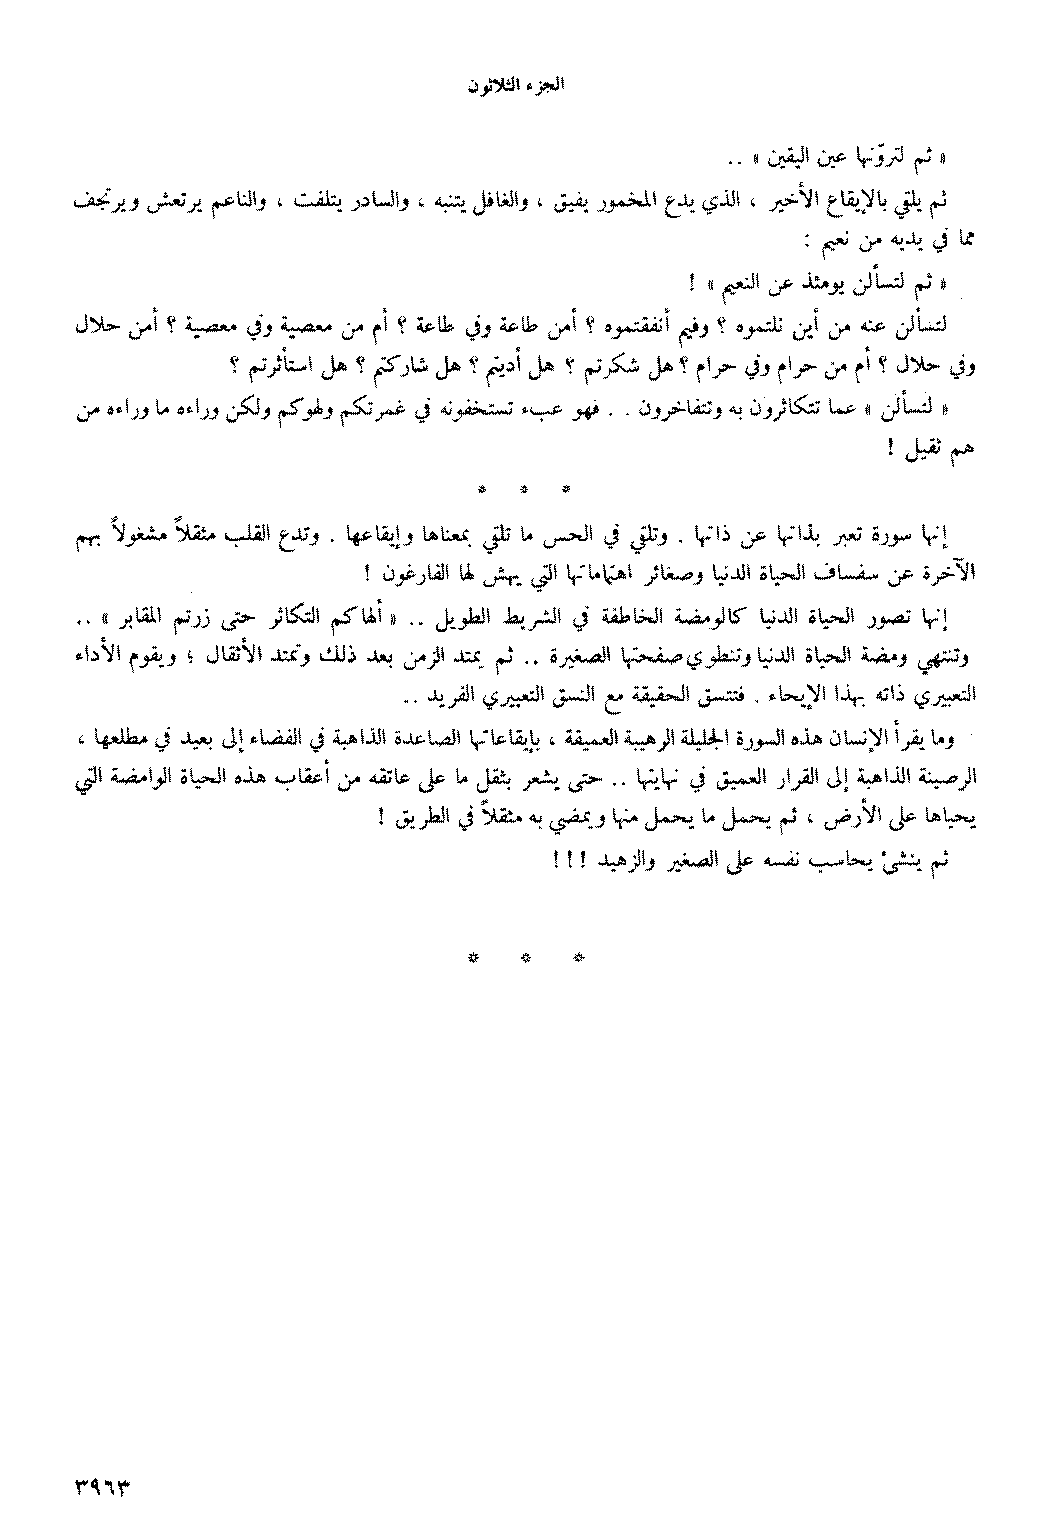 الجزء الثلاثون
« ثم لتروّنها عين اليقين » ..
ثم يلقي بالإيقاع الأخير ، الذي يدع المخمور يفيق ، والغافل يتنبه ، والسادر يتلفت ، والناعم يرتعش ويرتجف
مما في يديه من نعيم :
« ثم لتسألن يومئذ عن النعيم » !
لتسألن عنه من أين نلتموه ؟ وفيم أنفقتموه ؟ أمن طاعة وفي طاعة ؟ أم من معصية وفي معصية ؟ أمن حلال
وفي حلال ؟ أم من حرام وفي حرام ؟ هل شكرتم ؟ هل أديتم ؟ هل شاركتم ؟ هل استأثرتم ؟
« لتسألن » عما تتكاثرون به وتتفاخرون . . فهو عبء تستخفونه في غمرتكم ولهوكم ولكن وراءه ما وراءه من
هم ثقيل !
* * *
إنها سورة تعبر بذاتها عن ذاتها . وتلقي في الحس ما تلقي بمعناها وإيقاعها . وتدع القلب مثقلاً مشغولاً بهم
الآخرة عن سفساف الحياة الدنيا وصغائر اهتماماتها التي يهش لها الفارغون !
إنها تصور الحياة الدنيا كالومضة الخاطفة في الشريط الطويل .. « ألهاكم التكاثر حتى زرتم المقابر » ..
وتنتهي ومضة الحياة الدنيا وتنطوي صفحتها الصغيرة .. ثم يمتد الزمن بعد ذلك وتمتد الأثقال ؛ ويقوم الأداء
التعبيري ذاته بهذا الإيحاء . فتتسق الحقيقة مع النسق التعبيري الفريد ..
وما يقرأ الإنسان هذه السورة الجليلة الرهيبة العميقة ، بإيقاعاتها الصاعدة الذاهبة في الفضاء إلى بعيد في مطلعها ،
الرصينة الذاهبة إلى القرار العميق في نهايتها .. حتى يشعر بثقل ما على عاتقه من أعقاب هذه الحياة الوامضة التي
يحياها على الأرض ، ثم يحمل ما يحمل منها ويمضي به مثقلاً في الطريق !
ثم ينشئ يحاسب نفسه على الصغير والزهيد ! ! !
* * *
٣٩٦٣